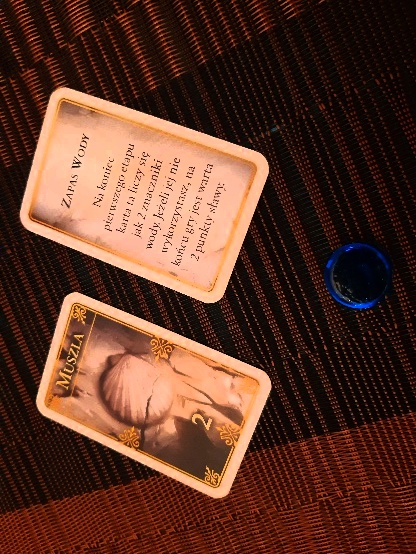 Zapas Wody
Na koniec
pierwszego etapu
karta ta liczy się
jak 2 znaczniki
wody. Jeżeli jej nie
wykorzystasz, na
końcu gry jest warta
2 punkty sławy.
Muszla
2